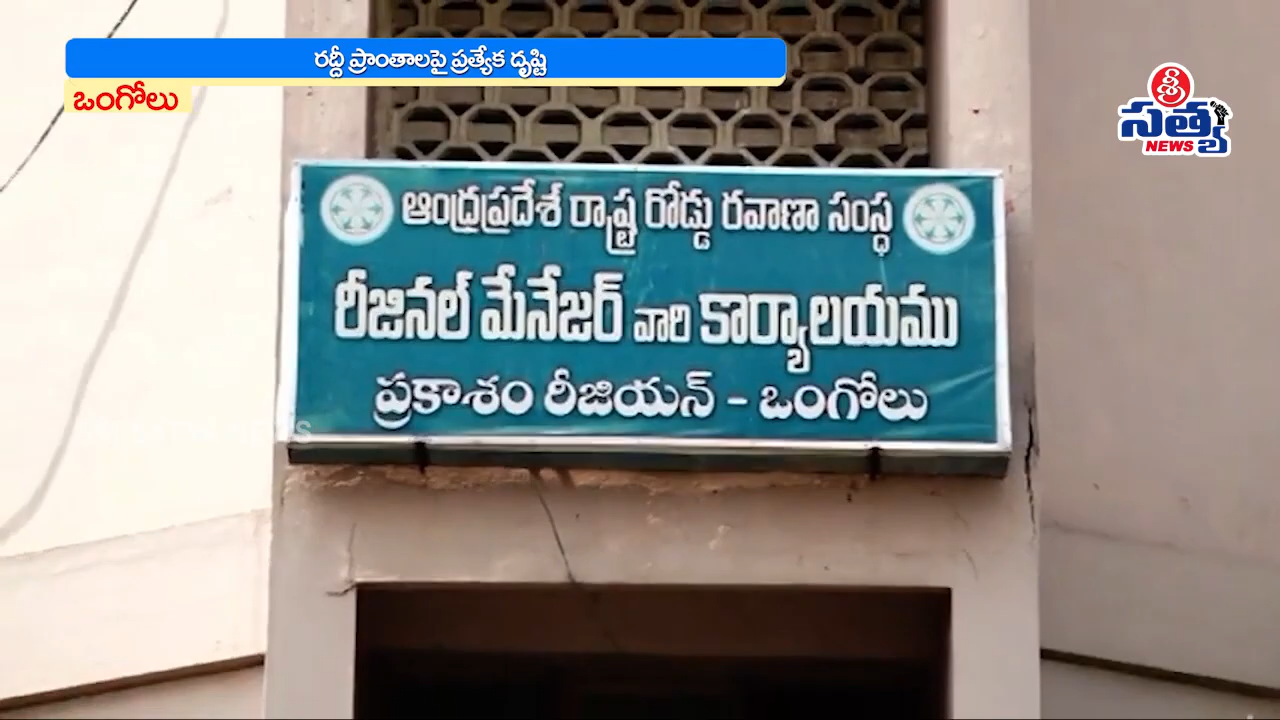 రద్దీ ప్రాంతాలపై ప్రత్యేక దృష్టి
ఒంగోలు
శ్రీ
సత్య
NEWS
ఆంధ్రప్రదేశ్ రాష్ట్ర రోడ్డు రవాణా సంస్థ
రీజినల్ మేనేజర్ వారి కార్యాలయము
ప్రకాశం రీజియన్ - ఒంగోలు